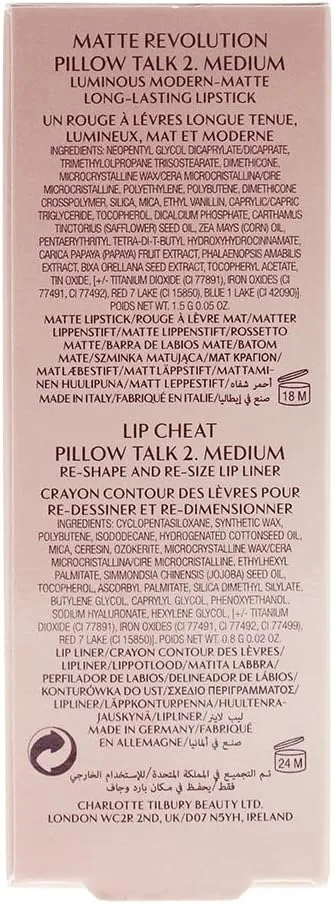 MATTE REVOLUTION
PILLOW TALK 2. MEDIUM
LUMINOUS MODERN-MATTE
LONG-LASTING LIPSTICK
UN ROUGE À LÈVRES LONGUE TENUE,
LUMINEUX, MAT ET MODERNE
INGREDIENTS: NEOPENTYL GLYCOL DICAPRYLATE/DICAPRATE,
TRIMETHYLOLPROPANE TRIISOSTEARATE, DIMETHICONE,
MICROCRYSTALLINE WAX/CERA MICROCRISTALLINA/CIRE
MICROCRISTALLINE, POLYETHYLENE, POLYBUTENE, DIMETHICONE
CROSSPOLYMER, SILICA, MICA, ETHYL VANILLIN, CAPRYLIC/CAPRIC
TRIGLYCERIDE, TOCOPHEROL, DICALCIUM PHOSPHATE, CARTHAMUS
TINCTORIUS (SAFFLOWER) SEED OIL, ZEA MAYS (CORN) OIL,
PENTAERYTHRITYL TETRA-DI-T-BUTYL HYDROXYHYDROCINNAMATE,
CARICA PAPAYA (PAPAYA) FRUIT EXTRACT, PHALAENOPSIS AMABILIS
EXTRACT, BIXA ORELLANA SEED EXTRACT, TOCOPHERYL ACETATE,
TIN OXIDE, [+/- TITANIUM DIOXIDE (CI 77891), IRON OXIDES (CI
77491, CI 77492), RED 7 LAKE (CI 15850), BLUE 1 LAKE (CI 42090)].
POIDS NET WT. 1.5 G 0.05 OZ.
MATTE LIPSTICK/ROUGE À LÈVRE MAT/MATTER
LIPPENSTIFT/MATTE LIPPENSTIFT/ROSSETTO
MATTE/BARRA DE LABIOS MATE/BATOM
MATE/SZMINKA MATUJĄCA/ΜΑΤ ΚΡΑΓΙΟΝ/
MAT LÆBESTIFT/MATT LÄPPSTIFT/MATTAMI-
NEN HUULIPUNA/MATT LEPPESTIFT/ أحمر شفاه
MADE IN ITALY/FABRIQUÉ EN ITALIE/ صنع في إيطاليا
18 M
LIP CHEAT
PILLOW TALK 2. MEDIUM
RE-SHAPE AND RE-SIZE LIP LINER
CRAYON CONTOUR DES LÈVRES POUR
RE-DESSINER ET RE-DIMENSIONNER
INGREDIENTS: CYCLOPENTASILOXANE, SYNTHETIC WAX,
POLYBUTENE, ISODODECANE, HYDROGENATED COTTONSEED OIL,
MICA, CERESIN, OZOKERITE, MICROCRYSTALLINE WAX/CERA
MICROCRISTALLINA/CIRE MICROCRISTALLINE, ETHYLHEXYL
PALMITATE, SIMMONDSIA CHINENSIS (JOJOBA) SEED OIL,
TOCOPHEROL, ASCORBYL PALMITATE, SILICA DIMETHYL SILYLATE,
BUTYLENE GLYCOL, CAPRYLYL GLYCOL, PHENOXYETHANOL,
SODIUM HYALURONATE, HEXYLENE GLYCOL, [+/- TITANIUM
DIOXIDE (CI 77891), IRON OXIDES (CI 77491, CI 77492, CI 77499),
RED 7 LAKE (CI 15850)]. POIDS NET WT. 0.8 G 0.02 OZ.
LIP LINER/CRAYON CONTOUR DES LÈVRES/
LIPLINER/LIPPOTLOOD/MATITA LABBRA/
PERFILADOR DE LABIOS/DELINEADOR DE LÁBIOS/
KONTURÓWKA DO UST/ΣΧΕΔΙΟ ΠΕΡΙΓΡΑΜΜΑΤΟΣ/
LIPLINER/LÄPPKONTURPENNA/HUULTENRA-
JAUSKYNÄ/LIPLINER/ ليب لاينر
MADE IN GERMANY/FABRIQUÉ
EN ALLEMAGNE/ صنع في ألمانيا
24 M
تم التجميع في المملكة المتحدة/للإستخدام الخارجي
فقط/يحفظ في مكان بارد وجاف
CHARLOTTE TILBURY BEAUTY LTD.
LONDON WC2R 2ND, UK/D07 N5YH, IRELAND